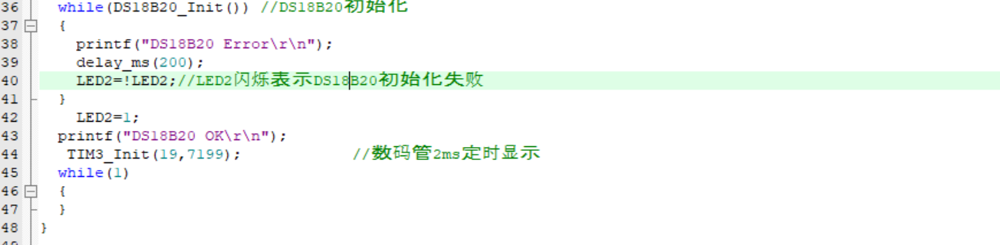 36 while(DS18B20_Init()) //DS18B20初始化
37 {
38 printf("DS18B20 Error\r\n");
39 delay_ms(200);
40 LED2=!LED2;//LED2闪烁表示DS18B20初始化失败
41 }
42 LED2=1;
43 printf("DS18B20 OK\r\n");
44 TIM3_Init(19,7199); //数码管2ms定时显示
45 while(1)
46 {
47 }
48 }